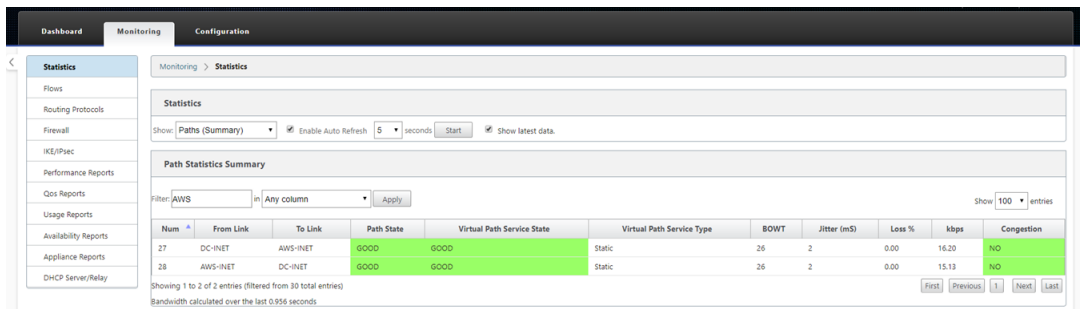 Dashboard Monitoring Configuration
Statistics
Flows
Routing Protocols
Firewall
IKE/IPsec
Performance Reports
Qos Reports
Usage Reports
Availability Reports
Appliance Reports
DHCP Server/Relay
Monitoring > Statistics
Statistics
Show: Paths (Summary) Enable Auto Refresh 5 seconds Start Show latest data.
Path Statistics Summary
Filter: AWS in Any column Apply Show 100 entries
Num From Link To Link Path State Virtual Path Service State Virtual Path Service Type BOWT Jitter (mS) Loss % kbps Congestion
27 DC-INET AWS-INET GOOD GOOD Static 26 2 0.00 16.20 NO
28 AWS-INET DC-INET GOOD GOOD Static 26 2 0.00 15.13 NO
Showing 1 to 2 of 2 entries (filtered from 30 total entries) First Previous 1 Next Last
Bandwidth calculated over the last 0.956 seconds